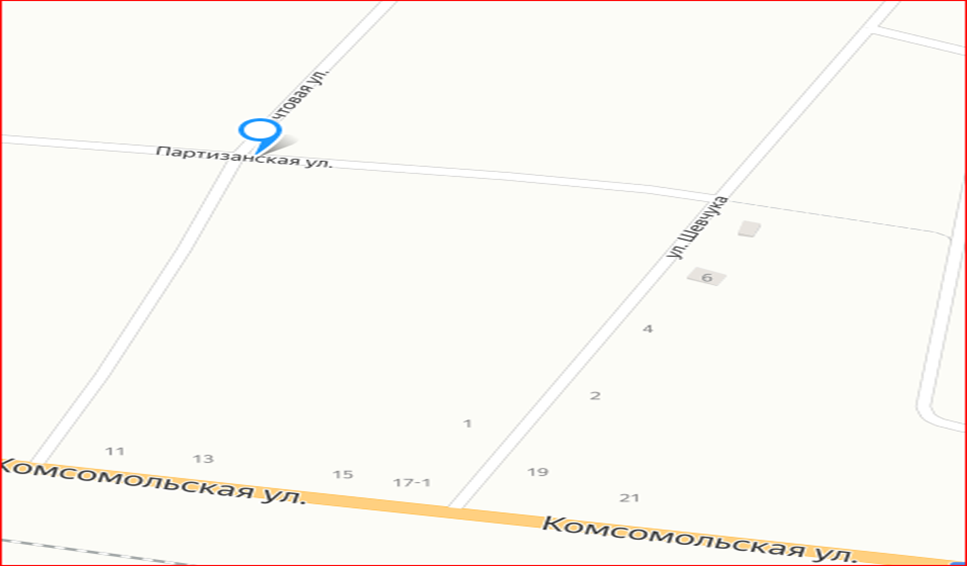 чтовая ул.
Партизанская ул.
ул. Шевчука
6
4
2
1
11
13
15
17-1
19
21
Комсомольская ул.
Комсомольская ул.